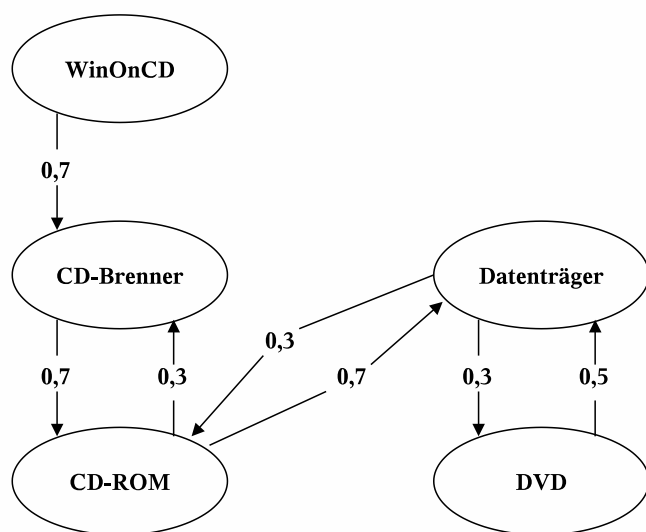 WinOnCD
0,7
CD-Brenner
Datenträger
0,3
0,7
0,3
0,7
0,3
0,5
CD-ROM
DVD